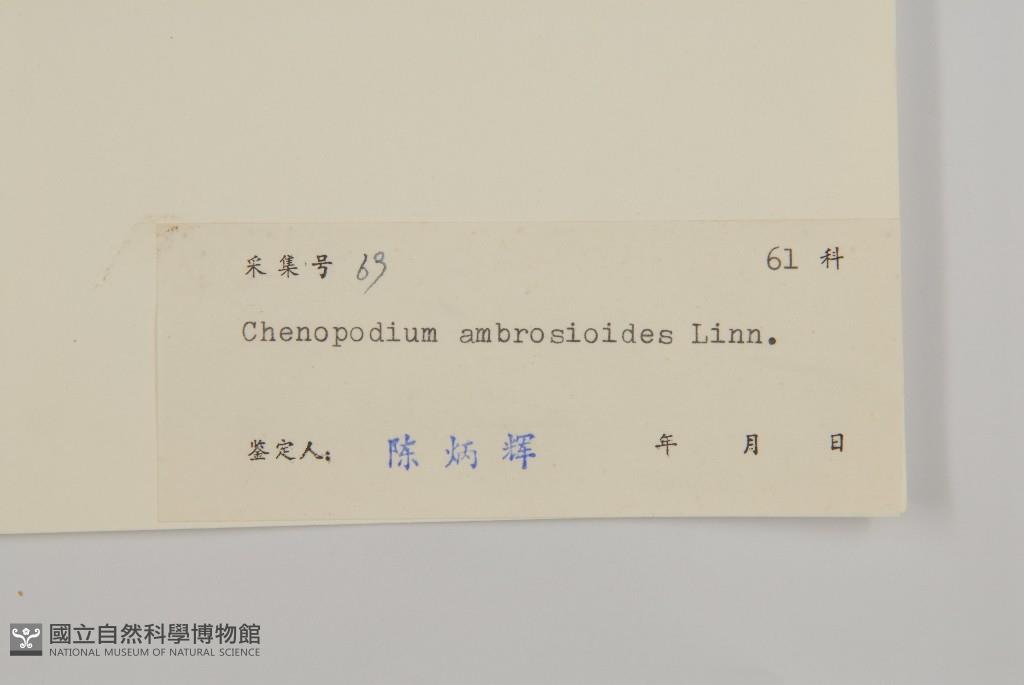 采集号 69 61 科
Chenopodium ambrosioides Linn.
鉴定人: 陈炳辉 年 月 日
國立自然科學博物館
NATIONAL MUSEUM OF NATURAL SCIENCE